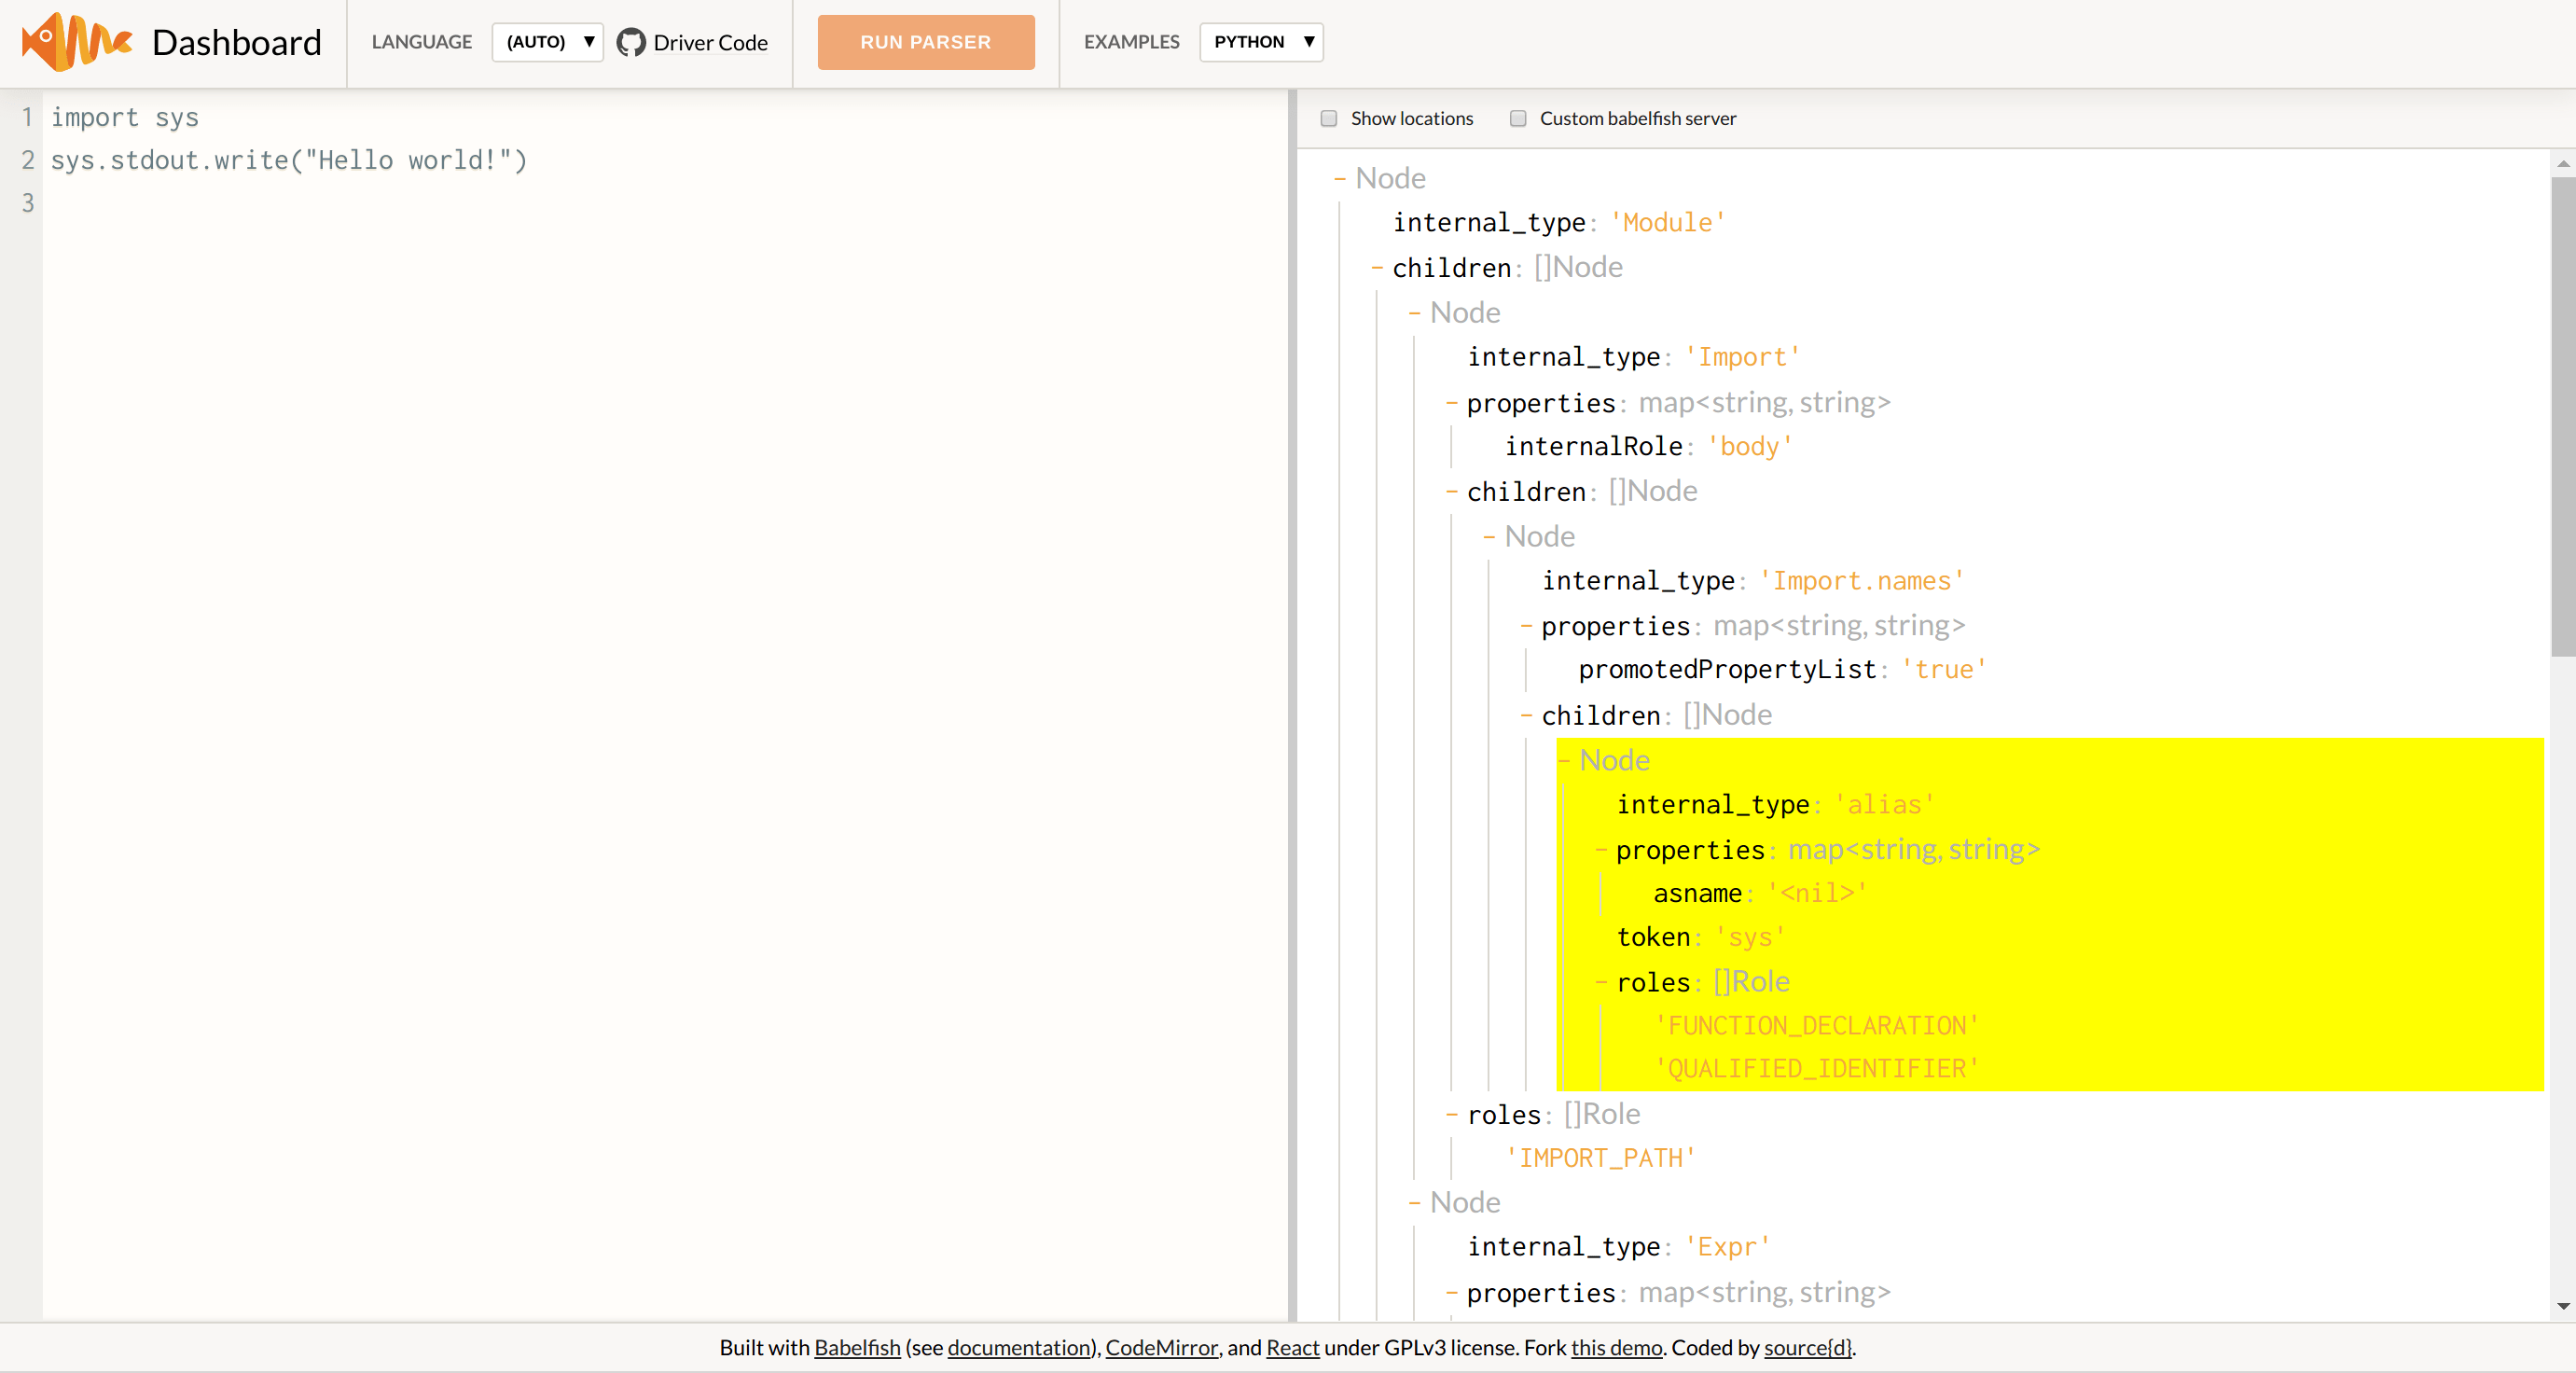 Dashboard LANGUAGE (AUTO) ▼ Driver Code RUN PARSER EXAMPLES PYTHON ▼
1 import sys
2 sys.stdout.write("Hello world!")
3
Show locations Custom babelfish server
- Node
internal_type: 'Module'
- children: []Node
- Node
internal_type: 'Import'
- properties: map<string, string>
internalRole: 'body'
- children: []Node
- Node
internal_type: 'Import.names'
- properties: map<string, string>
promotedPropertyList: 'true'
- children: []Node
- Node
internal_type: 'alias'
- properties: map<string, string>
asname: '<nil>'
token: 'sys'
- roles: []Role
'FUNCTION_DECLARATION'
'QUALIFIED_IDENTIFIER'
- roles: []Role
'IMPORT_PATH'
- Node
internal_type: 'Expr'
- properties: map<string, string>
Built with Babelfish (see documentation), CodeMirror, and React under GPLv3 license. Fork this demo. Coded by source{d}.